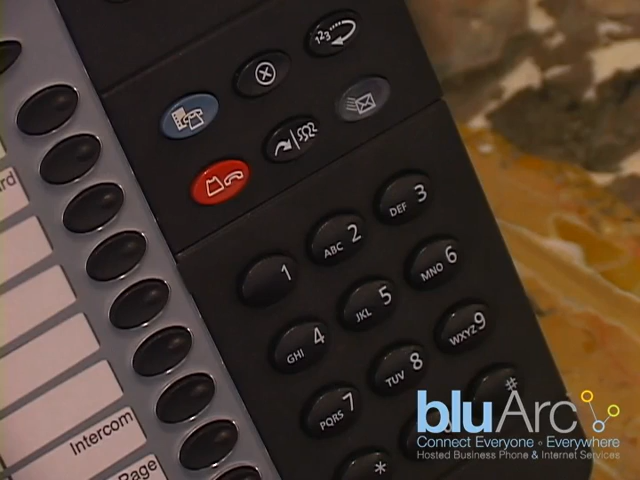 123
1
ABC 2
DEF 3
GHI 4
JKL 5
MNO 6
PQRS 7
TUV 8
WXYZ 9
*
#
rd
Intercom
Page
bluArc
Connect Everyone Everywhere
Hosted Business Phone & Internet Services